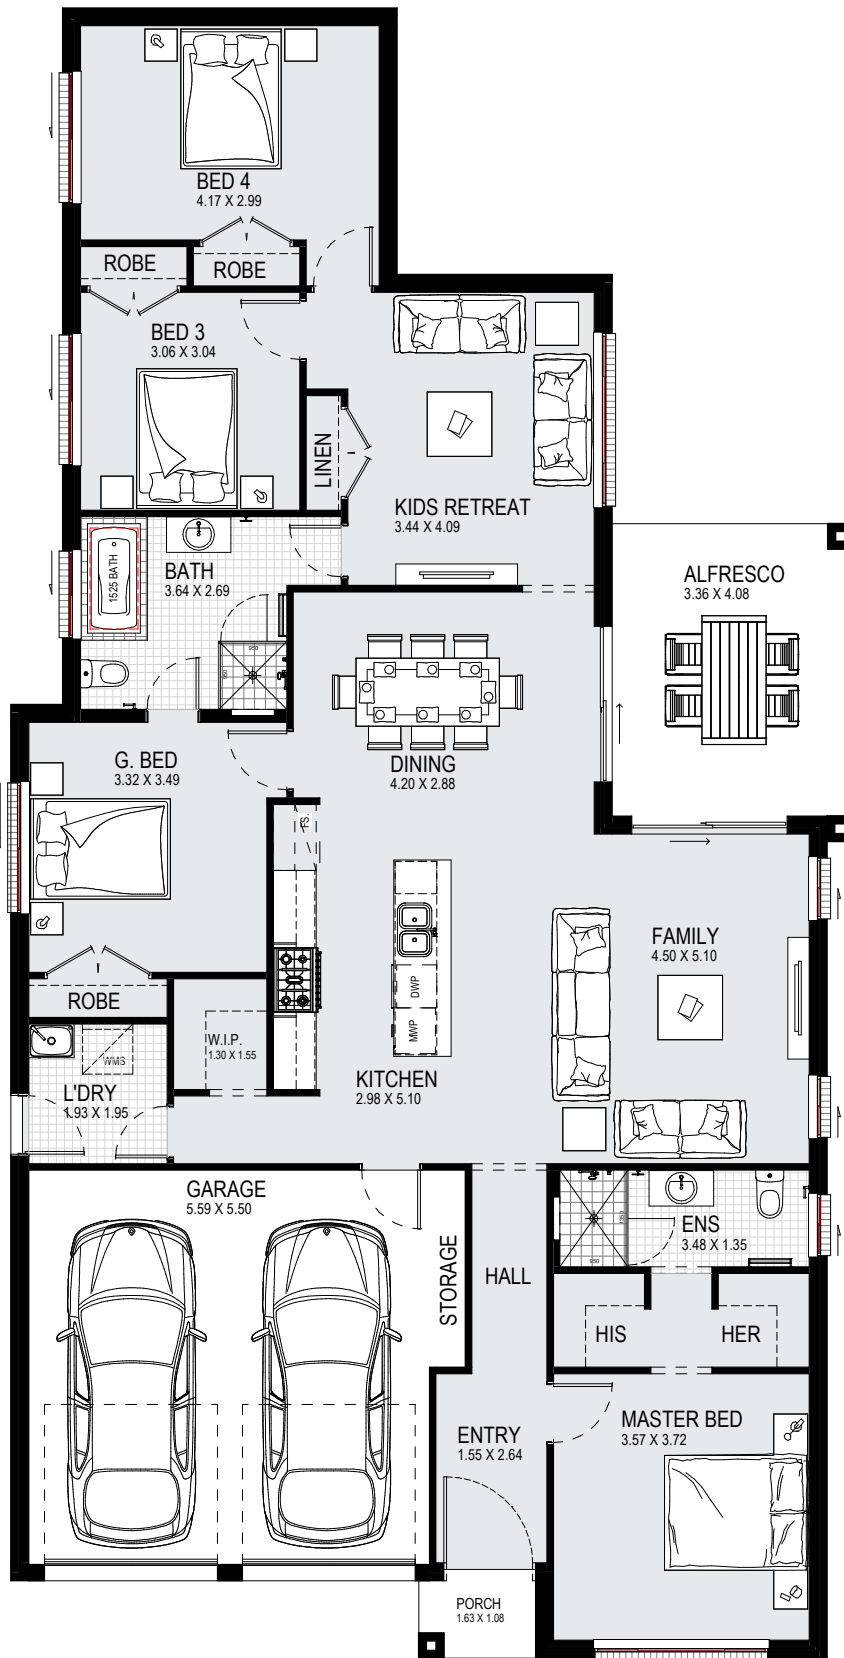 BED 4
4.17 X 2.99
ROBE
ROBE
BED 3
3.06 X 3.04
LINEN
KIDS RETREAT
3.44 X 4.09
BATH
3.64 X 2.69
1525 BATH
950
950
ALFRESCO
3.36 X 4.08
G. BED
3.32 X 3.49
DINING
4.20 X 2.88
FS.
FAMILY
4.50 X 5.10
DWP
MWP
ROBE
W.I.P.
1.30 X 1.55
WMS
L'DRY
1.93 X 1.95
KITCHEN
2.98 X 5.10
GARAGE
5.59 X 5.50
STORAGE
HALL
ENS
3.48 X 1.35
950
HIS
HER
ENTRY
1.55 X 2.64
MASTER BED
3.57 X 3.72
PORCH
1.63 X 1.08